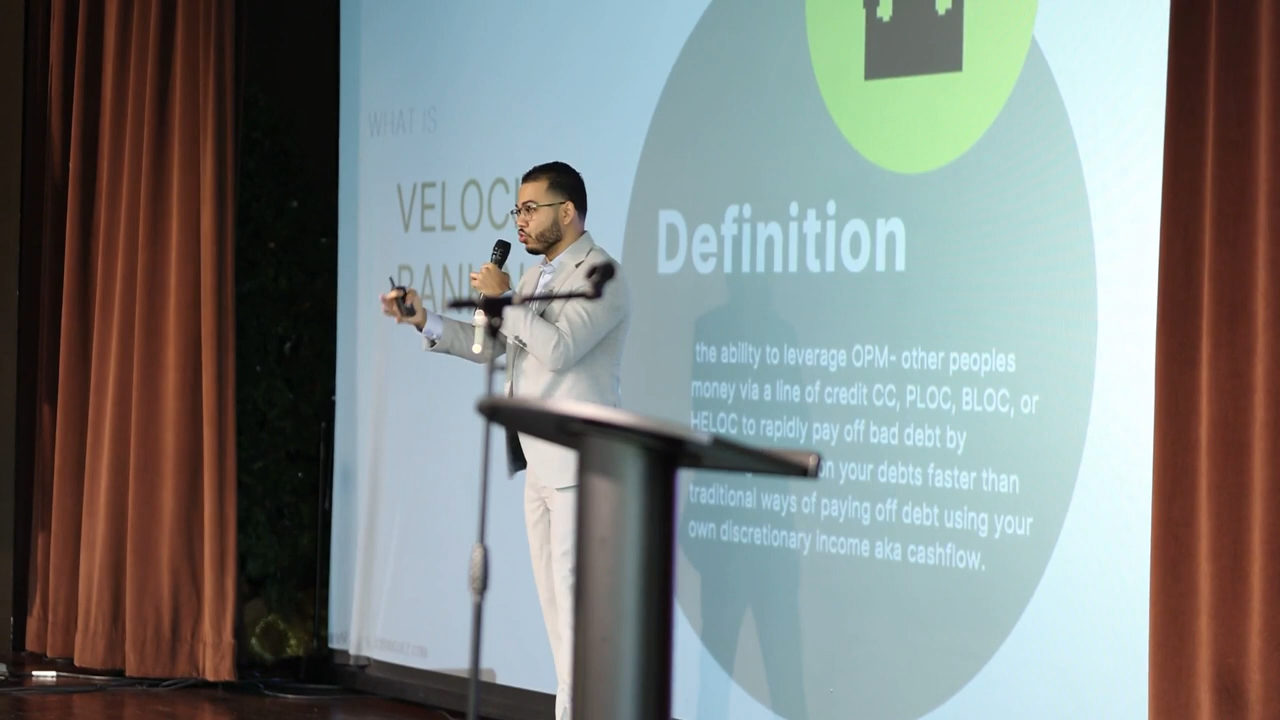 WHAT IS
Definition
the ability to leverage OPM- other peoples
money via a line of credit CC, PLOC, BLOC, or
HELOC to rapidly pay off bad debt by
on your debts faster than
traditional ways of paying off debt using your
own discretionary income aka cashflow.